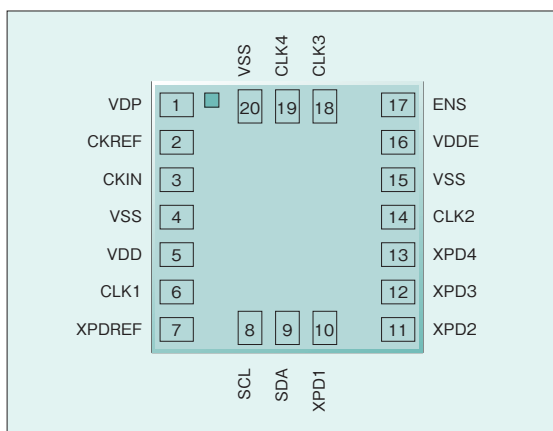 VSS CLK4 CLK3
VDP 1 20 19 18 17 ENS
CKREF 2 16 VDDE
CKIN 3 15 VSS
VSS 4 14 CLK2
VDD 5 13 XPD4
CLK1 6 12 XPD3
XPDREF 7 8 9 10 11 XPD2
SCL SDA XPD1